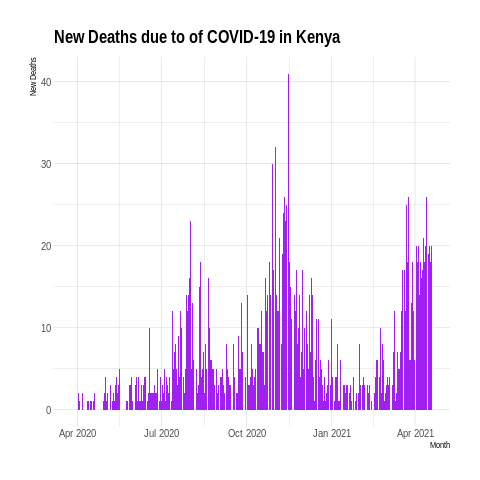 New Deaths due to of COVID-19 in Kenya
New Deaths
40
30
20
10
0
Apr 2020 Jul 2020 Oct 2020 Jan 2021 Apr 2021
Month